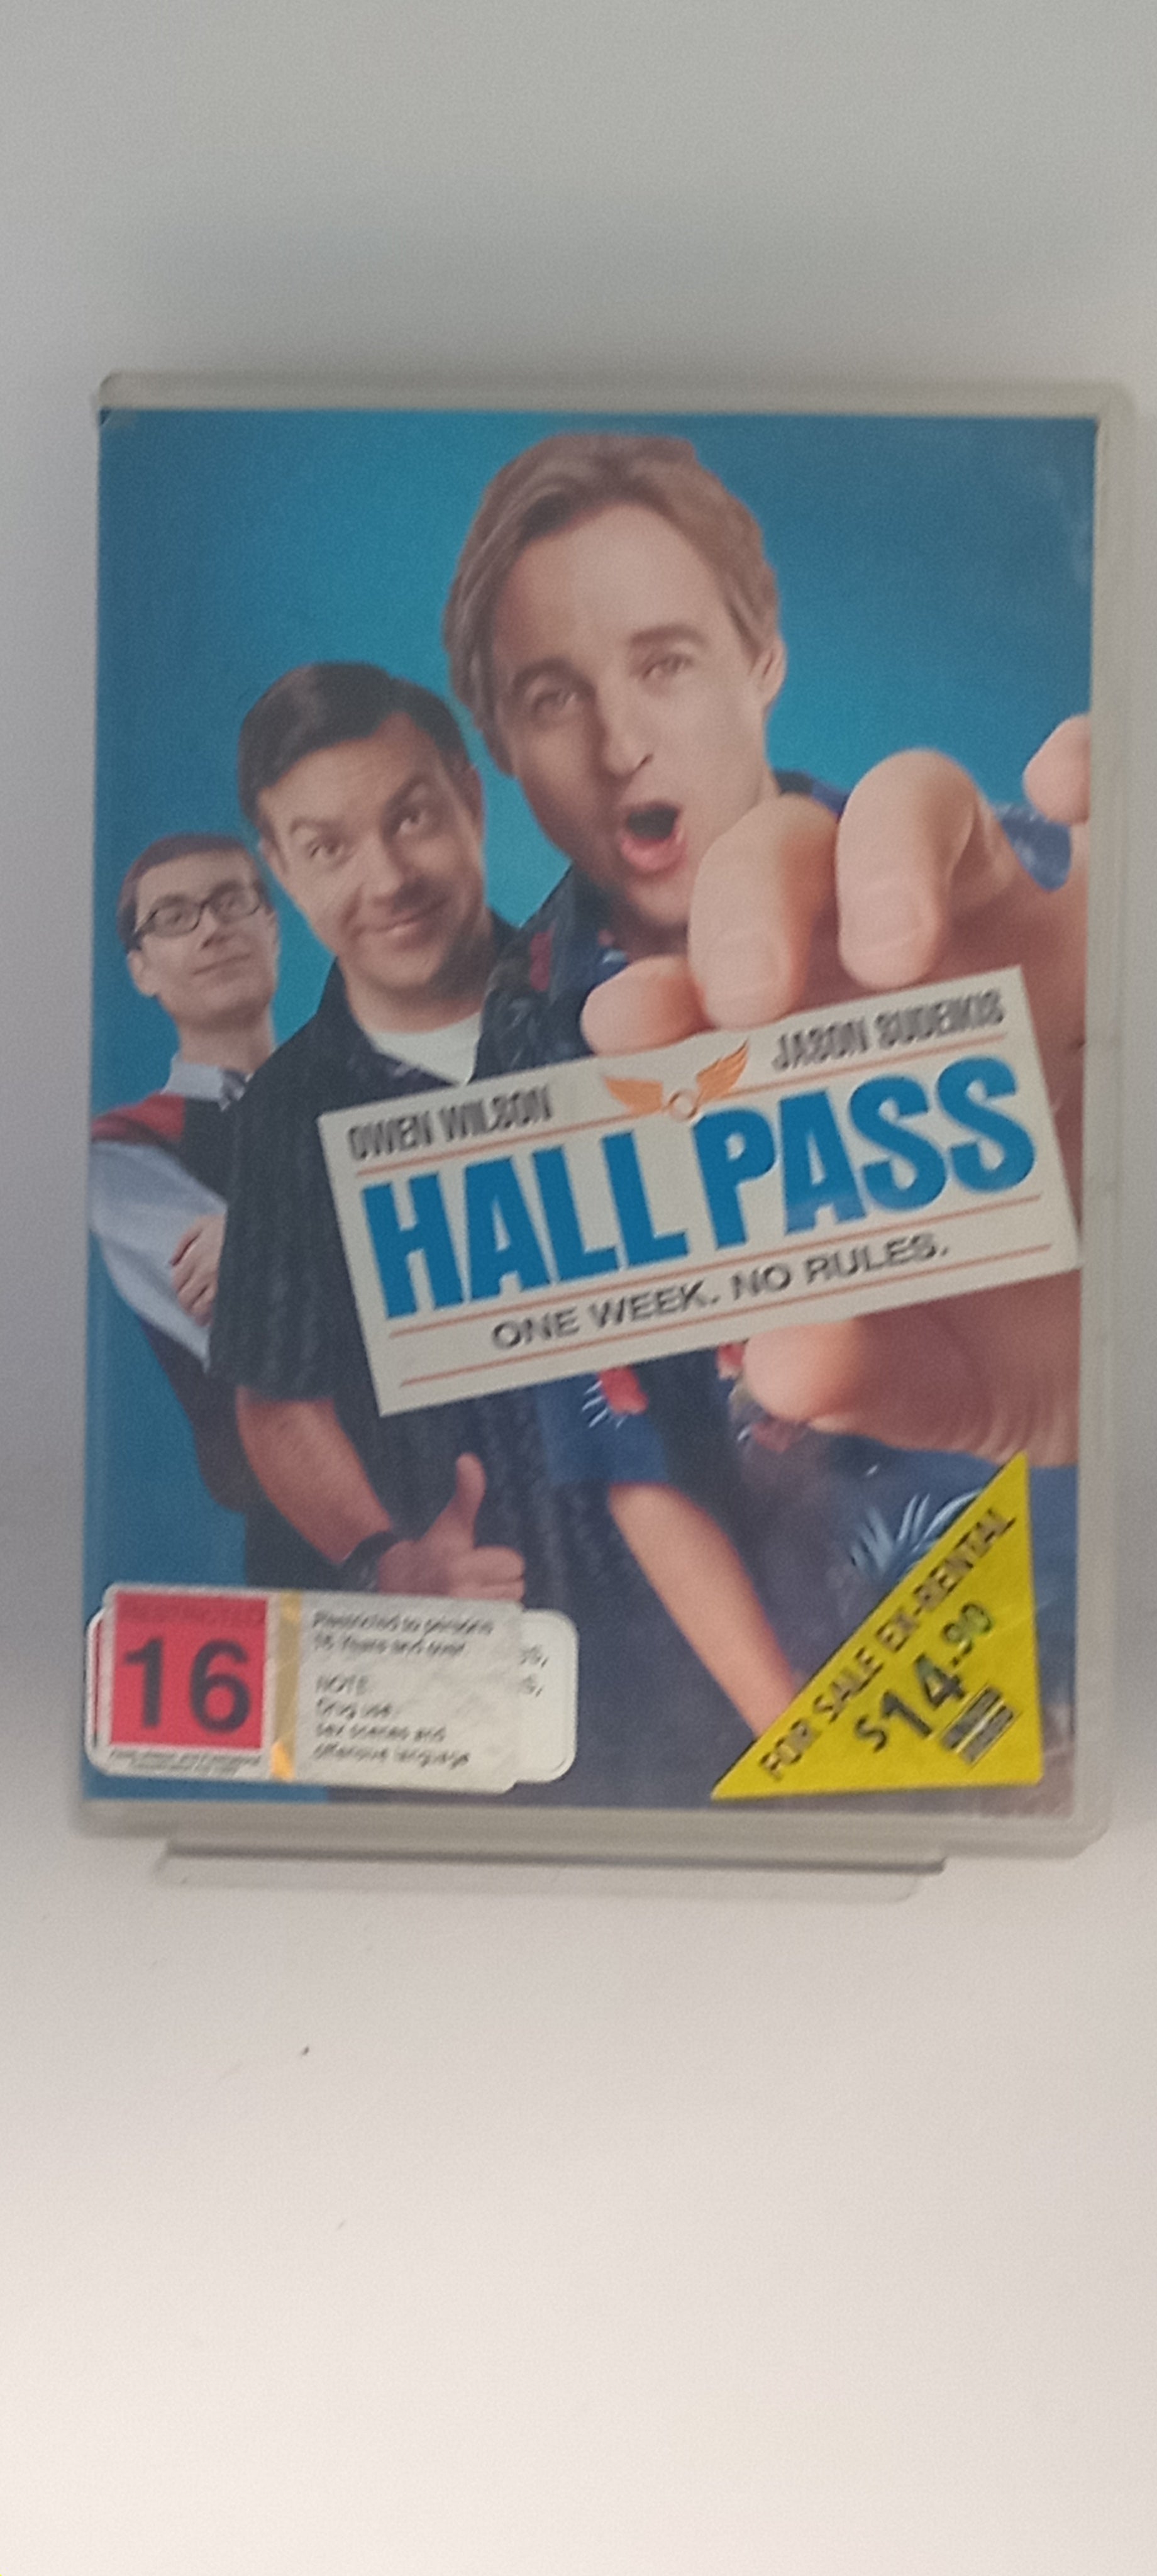 OWEN WILSON
JASON SUDEIKIS
HALL PASS
ONE WEEK. NO RULES.
RESTRICTED
16
Restricted to persons
16 Years and over.
NOTE:
Drug use,
sex scenes and
offensive language
FOR SALE EX-RENTAL
$14.90